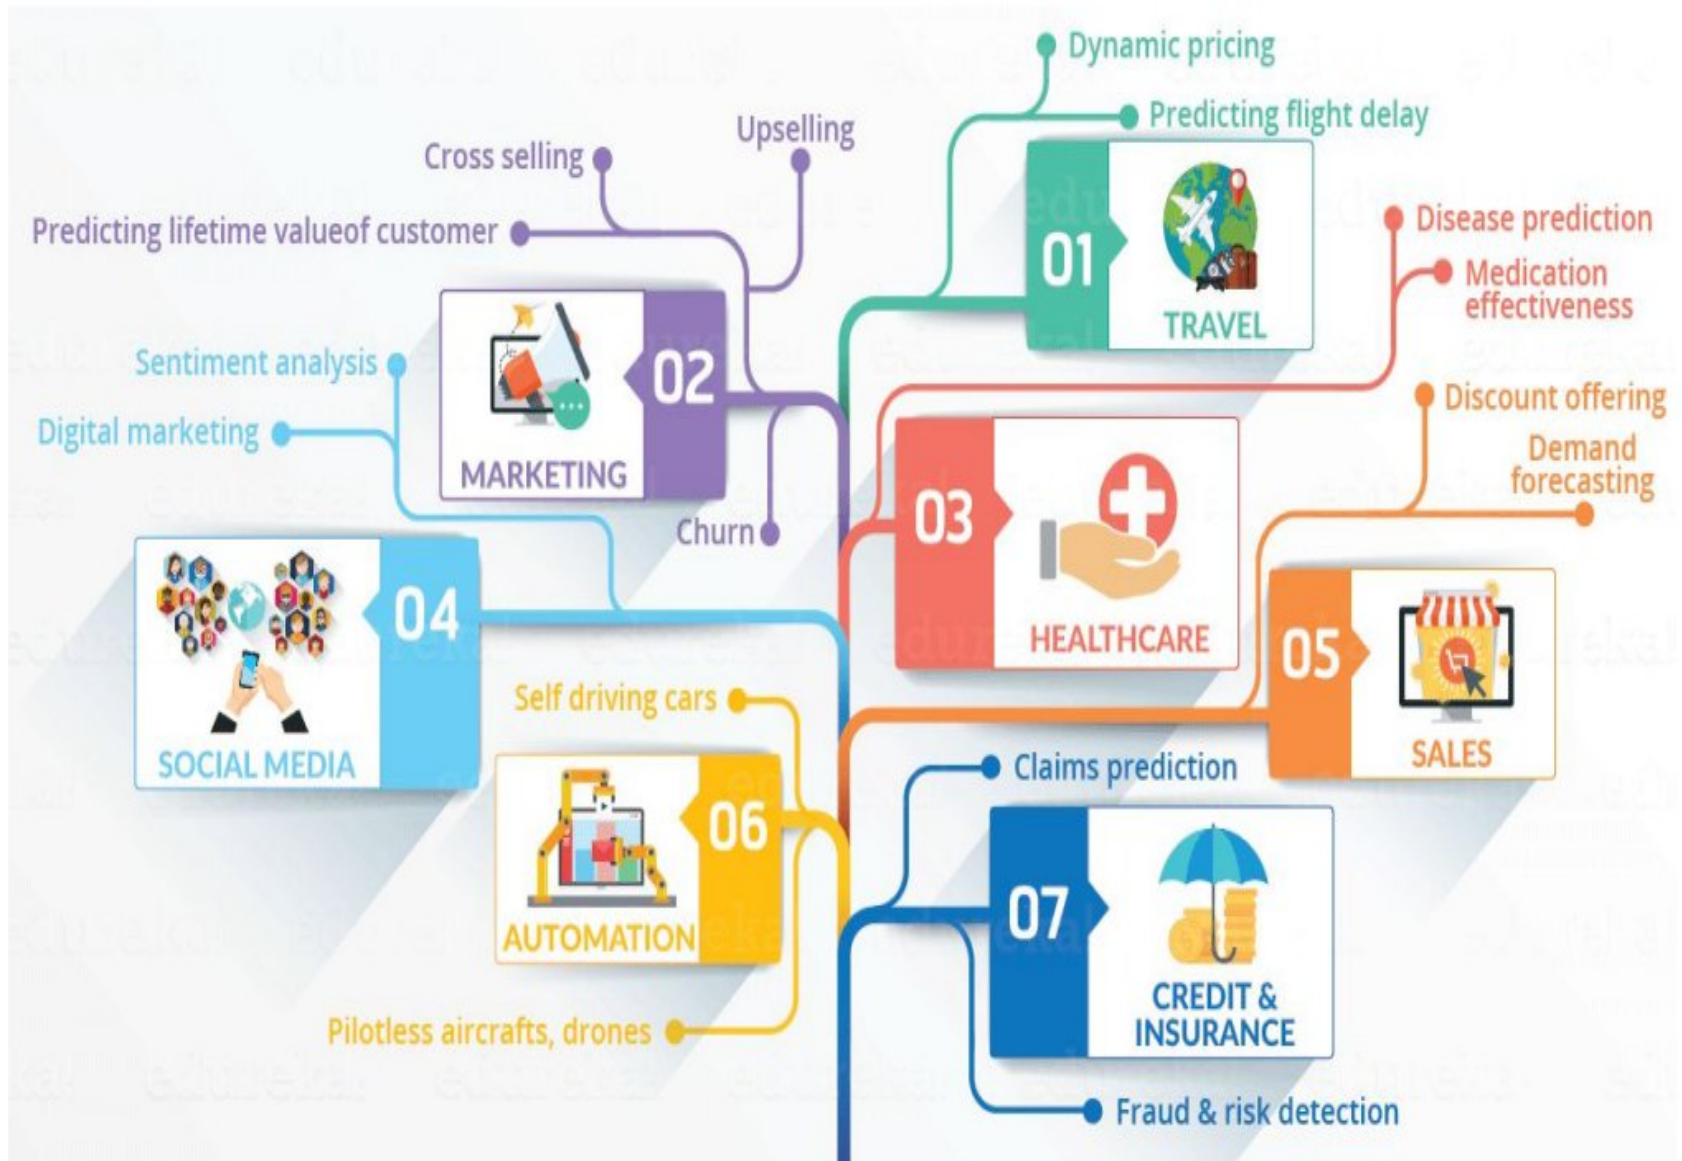 Dynamic pricing
Predicting flight delay
01
TRAVEL
Upselling
Cross selling
Predicting lifetime valueof customer
02
MARKETING
Churn
Disease prediction
Medication
effectiveness
03
HEALTHCARE
Sentiment analysis
Digital marketing
04
SOCIAL MEDIA
Discount offering
Demand
forecasting
05
SALES
Self driving cars
06
AUTOMATION
Pilotless aircrafts, drones
Claims prediction
07
CREDIT &
INSURANCE
Fraud & risk detection
edureka!